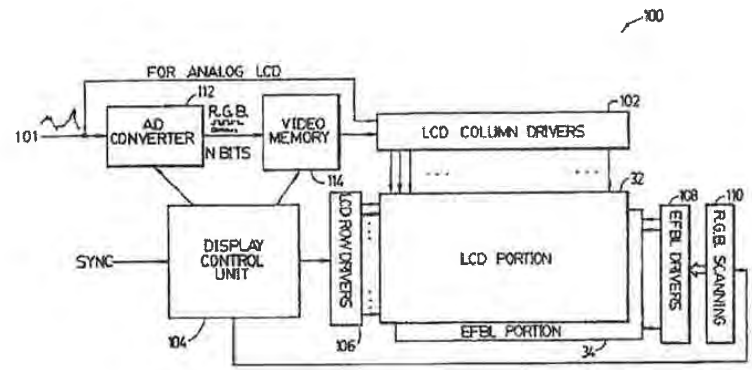 100
FOR ANALOG LCD
112
102
101
AD CONVERTER
R.G.B.
N BITS
VIDEO MEMORY
114
LCD COLUMN DRIVERS
32
108
110
SYNC
DISPLAY CONTROL UNIT
104
LCD ROW DRIVERS
106
LCD PORTION
EFBL PORTION
34
EFBL DRIVERS
R.G.B. SCANNING